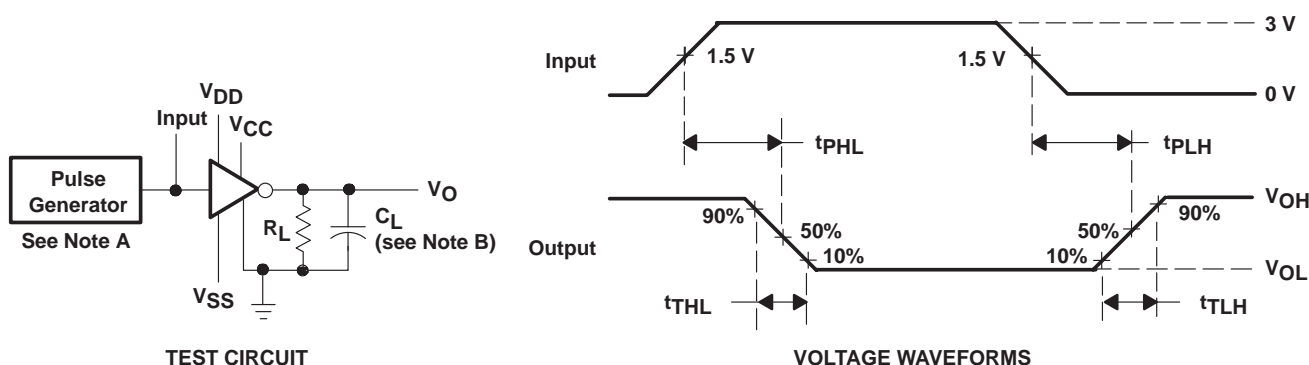 VDD
Input
VCC
Pulse
Generator
See Note A
VO
RL
CL
(see Note B)
VSS
TEST CIRCUIT
3 V
Input
1.5 V
1.5 V
0 V
tPHL
tPLH
VOH
90%
90%
50%
50%
Output
10%
10%
VOL
tTHL
tTLH
VOLTAGE WAVEFORMS